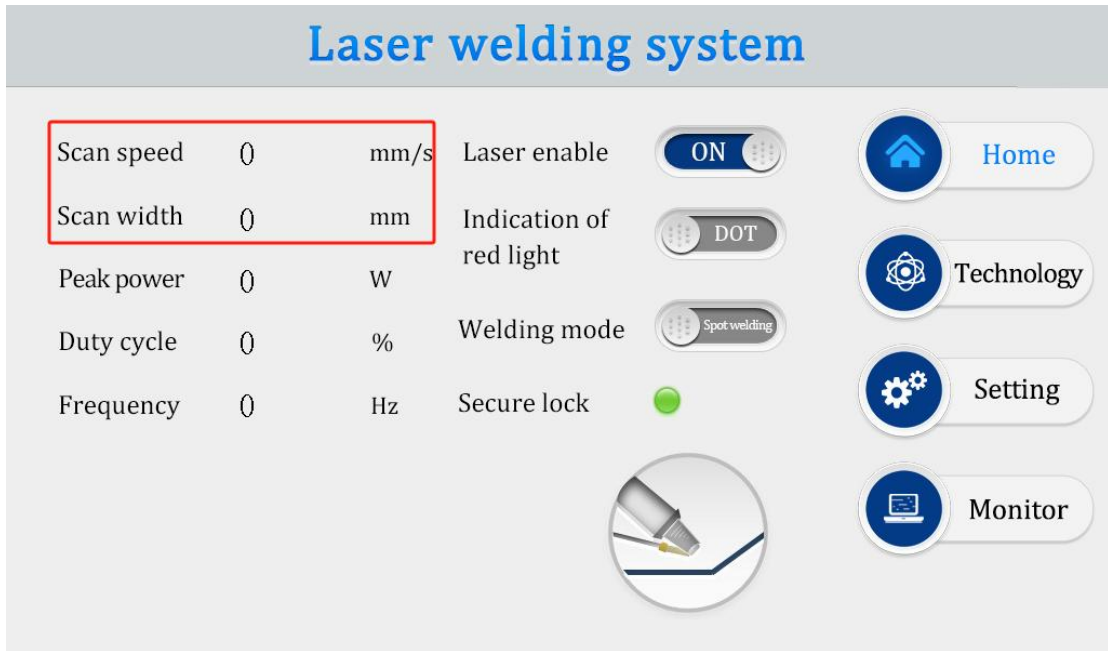 Laser welding system
Scan speed 0 mm/s
Scan width 0 mm
Peak power 0 W
Duty cycle 0 %
Frequency 0 Hz
Laser enable ON
Indication of
red light DOT
Welding mode Spot welding
Secure lock
Home
Technology
Setting
Monitor